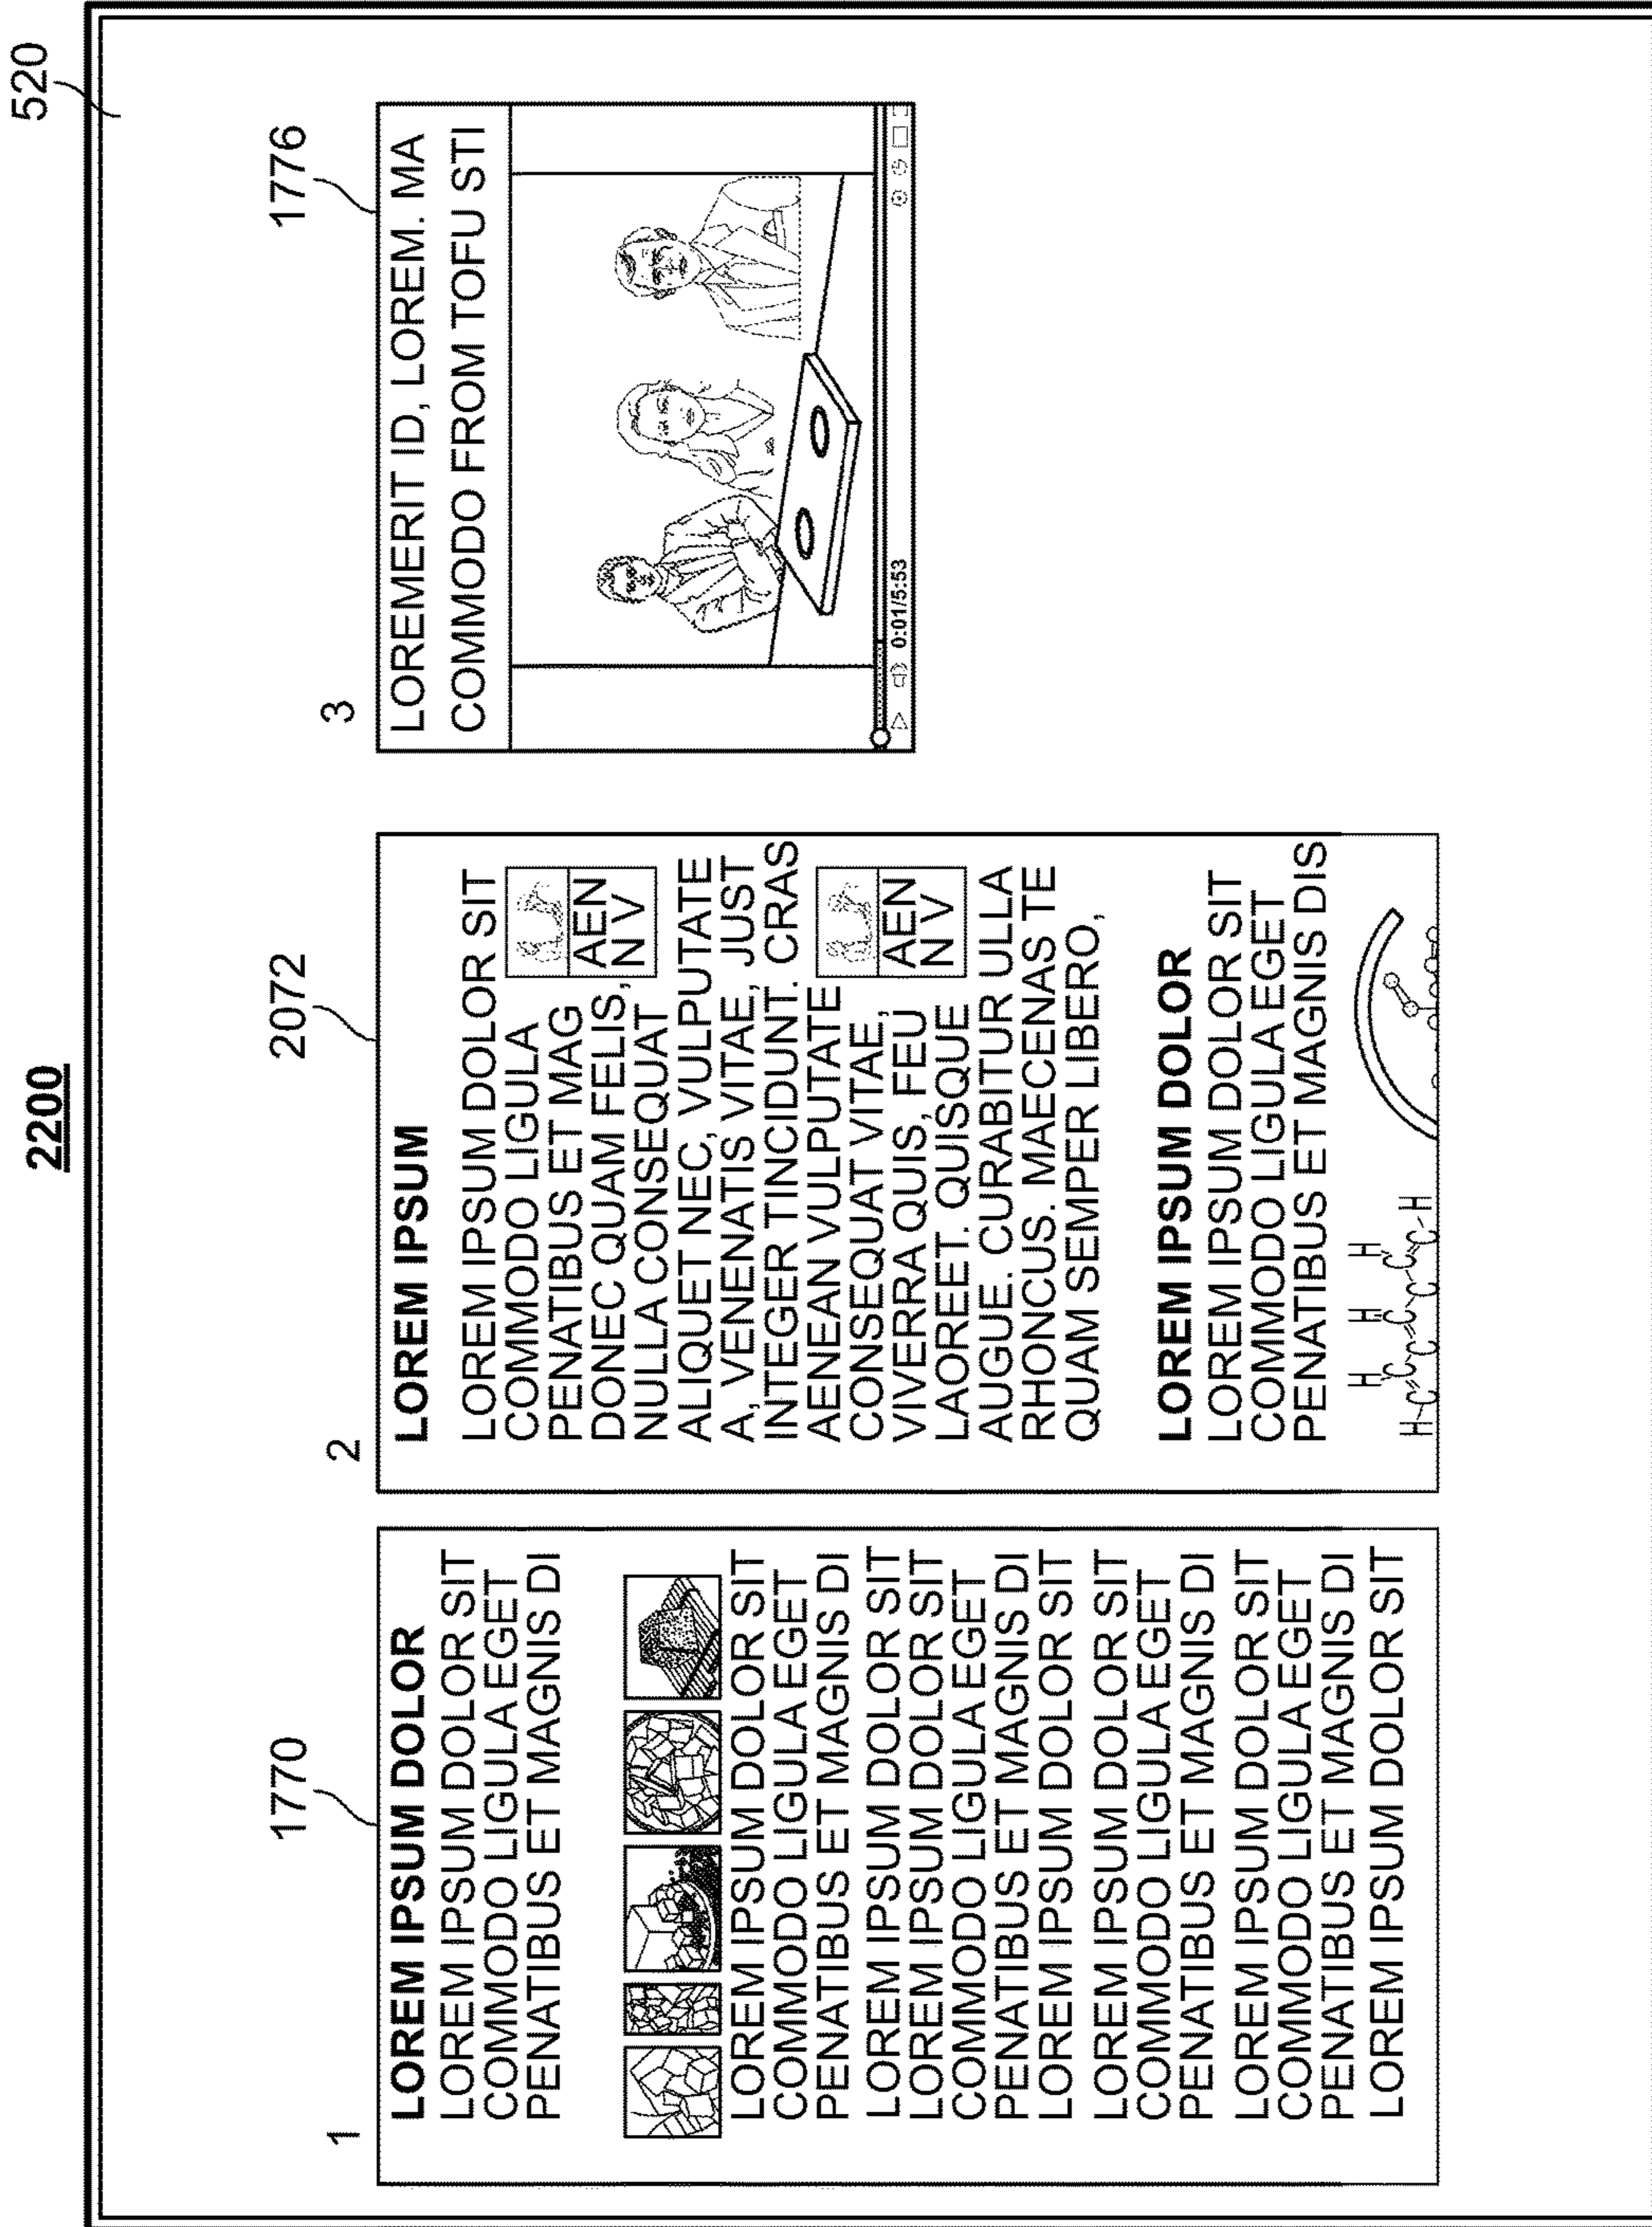 2200
520
1770
1
LOREM IPSUM DOLOR
LOREM IPSUM DOLOR SIT
COMMODO LIGULA EGET
PENATIBUS ET MAGNIS DI
LOREM IPSUM DOLOR SIT
COMMODO LIGULA EGET
PENATIBUS ET MAGNIS DI
LOREM IPSUM DOLOR SIT
LOREM IPSUM DOLOR SIT
COMMODO LIGULA EGET
PENATIBUS ET MAGNIS DI
LOREM IPSUM DOLOR SIT
LOREM IPSUM DOLOR SIT
COMMODO LIGULA EGET
PENATIBUS ET MAGNIS DI
LOREM IPSUM DOLOR SIT
COMMODO LIGULA EGET
PENATIBUS ET MAGNIS DI
LOREM IPSUM DOLOR SIT
2072
2
LOREM IPSUM
LOREM IPSUM DOLOR SIT
COMMODO LIGULA
PENATIBUS ET MAG
DONEC QUAM FELIS,
NULLA CONSEQUAT
AEN
N V
ALIQUET NEC, VULPUTATE
A, VENENATIS VITAE, JUST
INTEGER TINCIDUNT. CRAS
AENEAN VULPUTATE
CONSEQUAT VITAE,
VIVERRA QUIS, FEU
LAOREET. QUISQUE
AEN
N V
AUGUE. CURABITUR ULLA
RHONCUS. MAECENAS TE
QUAM SEMPER LIBERO,
LOREM IPSUM DOLOR
LOREM IPSUM DOLOR SIT
COMMODO LIGULA EGET
PENATIBUS ET MAGNIS DIS
H H H
H-C C C C C C-H
1776
3
LOREMERIT ID, LOREM. MA
COMMODO FROM TOFU STI
0:01/5:53